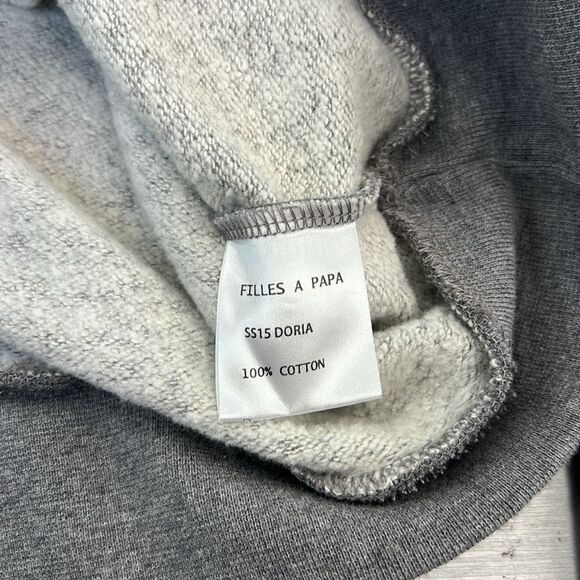 FILLES A PAPA
SS15 DORIA
100% COTTON